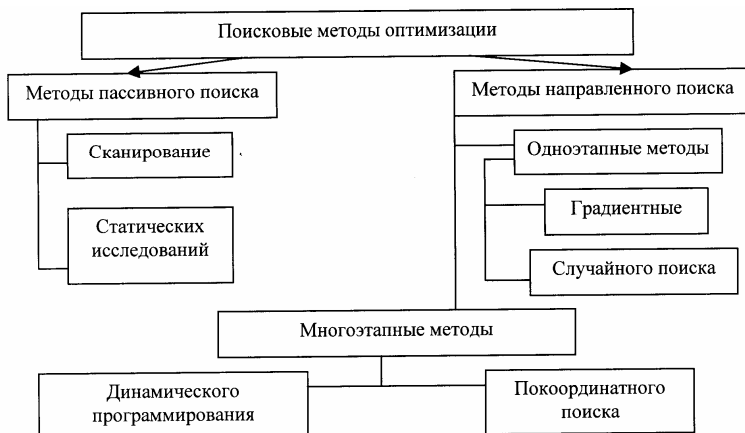 Поисковые методы оптимизации
Методы пассивного поиска
Методы направленного поиска
Сканирование
Одноэтапные методы
Статических
исследований
Градиентные
Случайного поиска
Многоэтапные методы
Динамического
программирования
Покоординатного
поиска